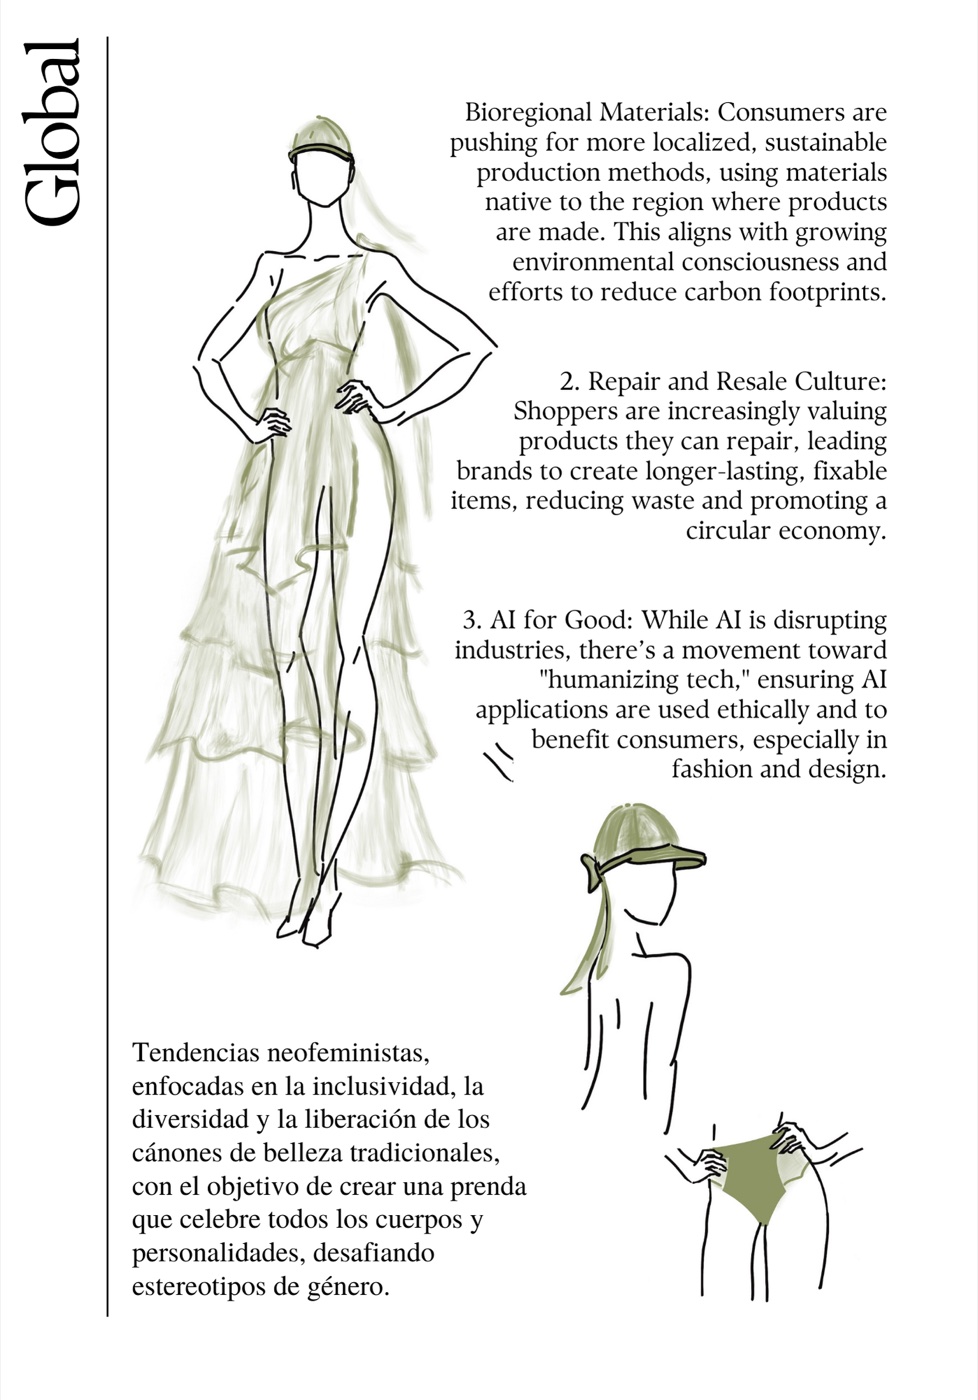 Global
Bioregional Materials: Consumers are
pushing for more localized, sustainable
production methods, using materials
native to the region where products
are made. This aligns with growing
environmental consciousness and
efforts to reduce carbon footprints.
2. Repair and Resale Culture:
Shoppers are increasingly valuing
products they can repair, leading
brands to create longer-lasting, fixable
items, reducing waste and promoting a
circular economy.
3. AI for Good: While AI is disrupting
industries, there’s a movement toward
"humanizing tech," ensuring AI
applications are used ethically and to
benefit consumers, especially in
fashion and design.
Tendencias neofeministas,
enfocadas en la inclusividad, la
diversidad y la liberación de los
cánones de belleza tradicionales,
con el objetivo de crear una prenda
que celebre todos los cuerpos y
personalidades, desafiando
estereotipos de género.